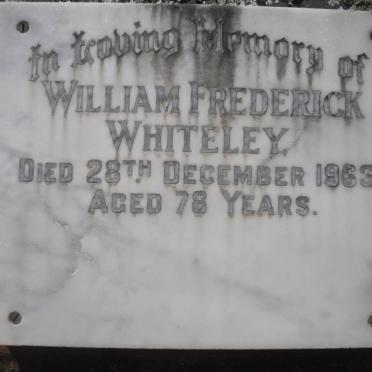 In Loving Memory of
WILLIAM FREDERICK
WHITELEY.
DIED 28TH DECEMBER 1963
AGED 78 YEARS.